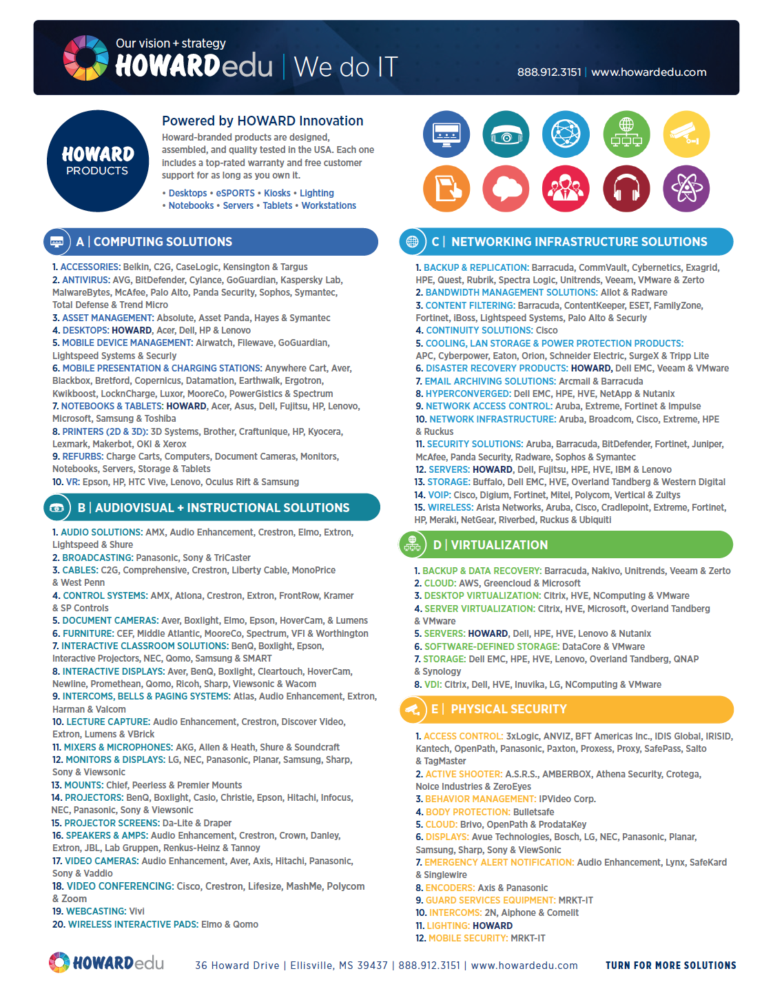 Our vision + strategy
HOWARDedu | We do IT
888.912.3151 | www.howardedu.com
HOWARD
PRODUCTS
Powered by HOWARD Innovation
Howard-branded products are designed,
assembled, and quality tested in the USA. Each one
includes a top-rated warranty and free customer
support for as long as you own it.
• Desktops • eSPORTS • Kiosks • Lighting
• Notebooks • Servers • Tablets • Workstations
A | COMPUTING SOLUTIONS
1. ACCESSORIES: Belkin, C2G, CaseLogic, Kensington & Targus
2. ANTIVIRUS: AVG, BitDefender, Cylance, GoGuardian, Kaspersky Lab,
MalwareBytes, McAfee, Palo Alto, Panda Security, Sophos, Symantec,
Total Defense & Trend Micro
3. ASSET MANAGEMENT: Absolute, Asset Panda, Hayes & Symantec
4. DESKTOPS: HOWARD, Acer, Dell, HP & Lenovo
5. MOBILE DEVICE MANAGEMENT: Airwatch, Filewave, GoGuardian,
Lightspeed Systems & Securly
6. MOBILE PRESENTATION & CHARGING STATIONS: Anywhere Cart, Aver,
Blackbox, Bretford, Copernicus, Datamation, Earthwalk, Ergotron,
Kwikboost, LocknCharge, Luxor, MooreCo, PowerGistics & Spectrum
7. NOTEBOOKS & TABLETS: HOWARD, Acer, Asus, Dell, Fujitsu, HP, Lenovo,
Microsoft, Samsung & Toshiba
8. PRINTERS (2D & 3D): 3D Systems, Brother, Craftunique, HP, Kyocera,
Lexmark, Makerbot, OKI & Xerox
9. REFURBS: Charge Carts, Computers, Document Cameras, Monitors,
Notebooks, Servers, Storage & Tablets
10. VR: Epson, HP, HTC Vive, Lenovo, Oculus Rift & Samsung
B | AUDIOVISUAL + INSTRUCTIONAL SOLUTIONS
1. AUDIO SOLUTIONS: AMX, Audio Enhancement, Crestron, Elmo, Extron,
Lightspeed & Shure
2. BROADCASTING: Panasonic, Sony & TriCaster
3. CABLES: C2G, Comprehensive, Crestron, Liberty Cable, MonoPrice
& West Penn
4. CONTROL SYSTEMS: AMX, Atlona, Crestron, Extron, FrontRow, Kramer
& SP Controls
5. DOCUMENT CAMERAS: Aver, Boxlight, Elmo, Epson, HoverCam, & Lumens
6. FURNITURE: CEF, Middle Atlantic, MooreCo, Spectrum, VFI & Worthington
7. INTERACTIVE CLASSROOM SOLUTIONS: BenQ, Boxlight, Epson,
Interactive Projectors, NEC, Qomo, Samsung & SMART
8. INTERACTIVE DISPLAYS: Aver, BenQ, Boxlight, Cleartouch, HoverCam,
Newline, Promethean, Qomo, Ricoh, Sharp, Viewsonic & Wacom
9. INTERCOMS, BELLS & PAGING SYSTEMS: Atlas, Audio Enhancement, Extron,
Harman & Valcom
10. LECTURE CAPTURE: Audio Enhancement, Crestron, Discover Video,
Extron, Lumens & VBrick
11. MIXERS & MICROPHONES: AKG, Allen & Heath, Shure & Soundcraft
12. MONITORS & DISPLAYS: LG, NEC, Panasonic, Planar, Samsung, Sharp,
Sony & Viewsonic
13. MOUNTS: Chief, Peerless & Premier Mounts
14. PROJECTORS: BenQ, Boxlight, Casio, Christie, Epson, Hitachi, Infocus,
NEC, Panasonic, Sony & Viewsonic
15. PROJECTOR SCREENS: Da-Lite & Draper
16. SPEAKERS & AMPS: Audio Enhancement, Crestron, Crown, Danley,
Extron, JBL, Lab Gruppen, Renkus-Heinz & Tannoy
17. VIDEO CAMERAS: Audio Enhancement, Aver, Axis, Hitachi, Panasonic,
Sony & Vaddio
18. VIDEO CONFERENCING: Cisco, Crestron, Lifesize, MashMe, Polycom
& Zoom
19. WEBCASTING: Vivi
20. WIRELESS INTERACTIVE PADS: Elmo & Qomo
C | NETWORKING INFRASTRUCTURE SOLUTIONS
1. BACKUP & REPLICATION: Barracuda, CommVault, Cybernetics, Exagrid,
HPE, Quest, Rubrik, Spectra Logic, Unitrends, Veeam, VMware & Zerto
2. BANDWIDTH MANAGEMENT SOLUTIONS: Allot & Radware
3. CONTENT FILTERING: Barracuda, ContentKeeper, ESET, FamilyZone,
Fortinet, iBoss, Lightspeed Systems, Palo Alto & Securly
4. CONTINUITY SOLUTIONS: Cisco
5. COOLING, LAN STORAGE & POWER PROTECTION PRODUCTS:
APC, Cyberpower, Eaton, Orion, Schneider Electric, SurgeX & Tripp Lite
6. DISASTER RECOVERY PRODUCTS: HOWARD, Dell EMC, Veeam & VMware
7. EMAIL ARCHIVING SOLUTIONS: Arcmail & Barracuda
8. HYPERCONVERGED: Dell EMC, HPE, HVE, NetApp & Nutanix
9. NETWORK ACCESS CONTROL: Aruba, Extreme, Fortinet & Impulse
10. NETWORK INFRASTRUCTURE: Aruba, Broadcom, Cisco, Extreme, HPE
& Ruckus
11. SECURITY SOLUTIONS: Aruba, Barracuda, BitDefender, Fortinet, Juniper,
McAfee, Panda Security, Radware, Sophos & Symantec
12. SERVERS: HOWARD, Dell, Fujitsu, HPE, HVE, IBM & Lenovo
13. STORAGE: Buffalo, Dell EMC, HVE, Overland Tandberg & Western Digital
14. VOIP: Cisco, Digium, Fortinet, Mitel, Polycom, Vertical & Zultys
15. WIRELESS: Arista Networks, Aruba, Cisco, Cradlepoint, Extreme, Fortinet,
HP, Meraki, NetGear, Riverbed, Ruckus & Ubiquiti
D | VIRTUALIZATION
1. BACKUP & DATA RECOVERY: Barracuda, Nakivo, Unitrends, Veeam & Zerto
2. CLOUD: AWS, Greencloud & Microsoft
3. DESKTOP VIRTUALIZATION: Citrix, HVE, NComputing & VMware
4. SERVER VIRTUALIZATION: Citrix, HVE, Microsoft, Overland Tandberg
& VMware
5. SERVERS: HOWARD, Dell, HPE, HVE, Lenovo & Nutanix
6. SOFTWARE-DEFINED STORAGE: DataCore & VMware
7. STORAGE: Dell EMC, HPE, HVE, Lenovo, Overland Tandberg, QNAP
& Synology
8. VDI: Citrix, Dell, HVE, Inuvika, LG, NComputing & VMware
E | PHYSICAL SECURITY
1. ACCESS CONTROL: 3xLogic, ANVIZ, BFT Americas Inc., IDIS Global, IRISID,
Kantech, OpenPath, Panasonic, Paxton, Proxess, Proxy, SafePass, Salto
& TagMaster
2. ACTIVE SHOOTER: A.S.R.S., AMBERBOX, Athena Security, Crotega,
Noice Industries & ZeroEyes
3. BEHAVIOR MANAGEMENT: IPVideo Corp.
4. BODY PROTECTION: Bulletsafe
5. CLOUD: Brivo, OpenPath & ProdataKey
6. DISPLAYS: Avue Technologies, Bosch, LG, NEC, Panasonic, Planar,
Samsung, Sharp, Sony & ViewSonic
7. EMERGENCY ALERT NOTIFICATION: Audio Enhancement, Lynx, SafeKard
& Singlewire
8. ENCODERS: Axis & Panasonic
9. GUARD SERVICES EQUIPMENT: MRKT-IT
10. INTERCOMS: 2N, Aiphone & Comelit
11. LIGHTING: HOWARD
12. MOBILE SECURITY: MRKT-IT
HOWARDedu
36 Howard Drive | Ellisville, MS 39437 | 888.912.3151 | www.howardedu.com
TURN FOR MORE SOLUTIONS